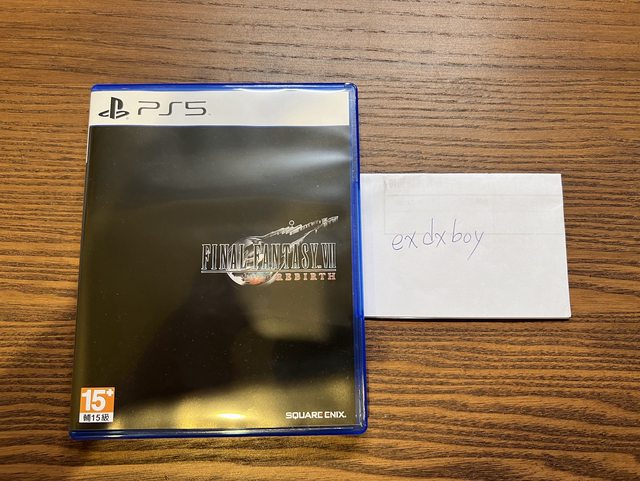 PS5
FINAL FANTASY VII
REBIRTH
15+
輔15級
SQUARE ENIX.
exdxboy